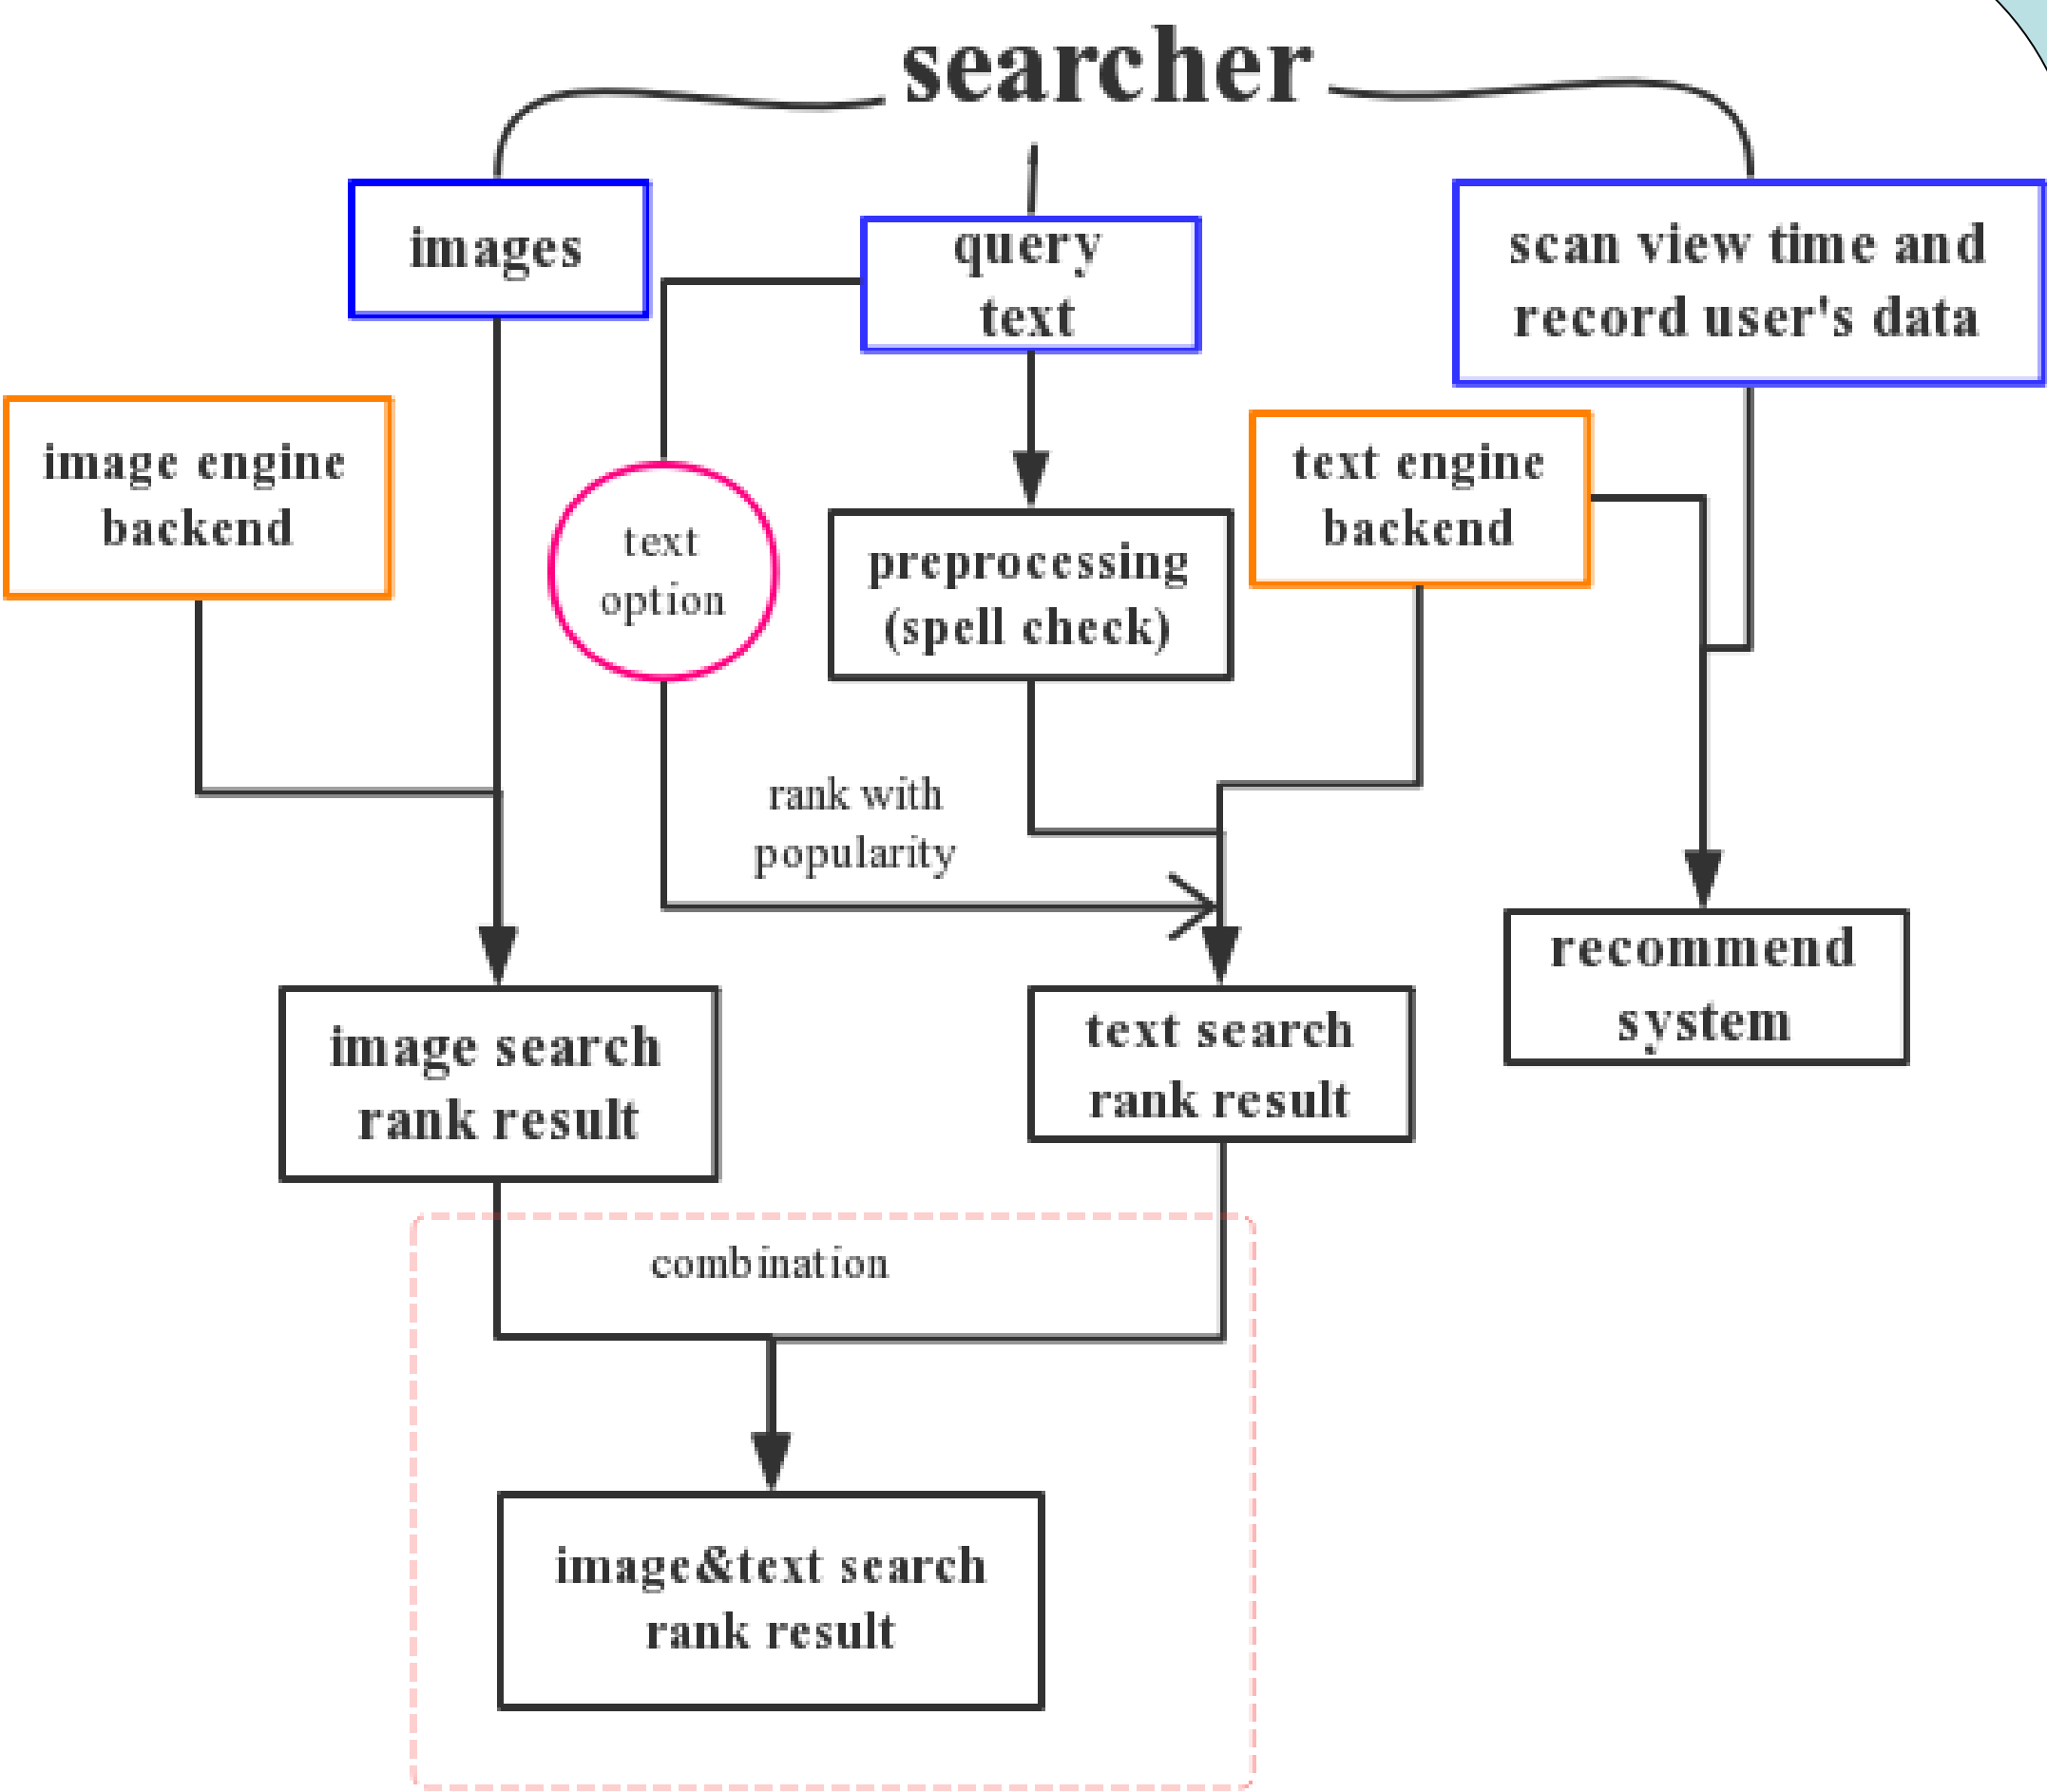 searcher
images
query
text
scan view time and
record user's data
image engine
backend
text engine
backend
text
option
preprocessing
(spell check)
rank with
popularity
image search
rank result
text search
rank result
recommend
system
combination
image&text search
rank result